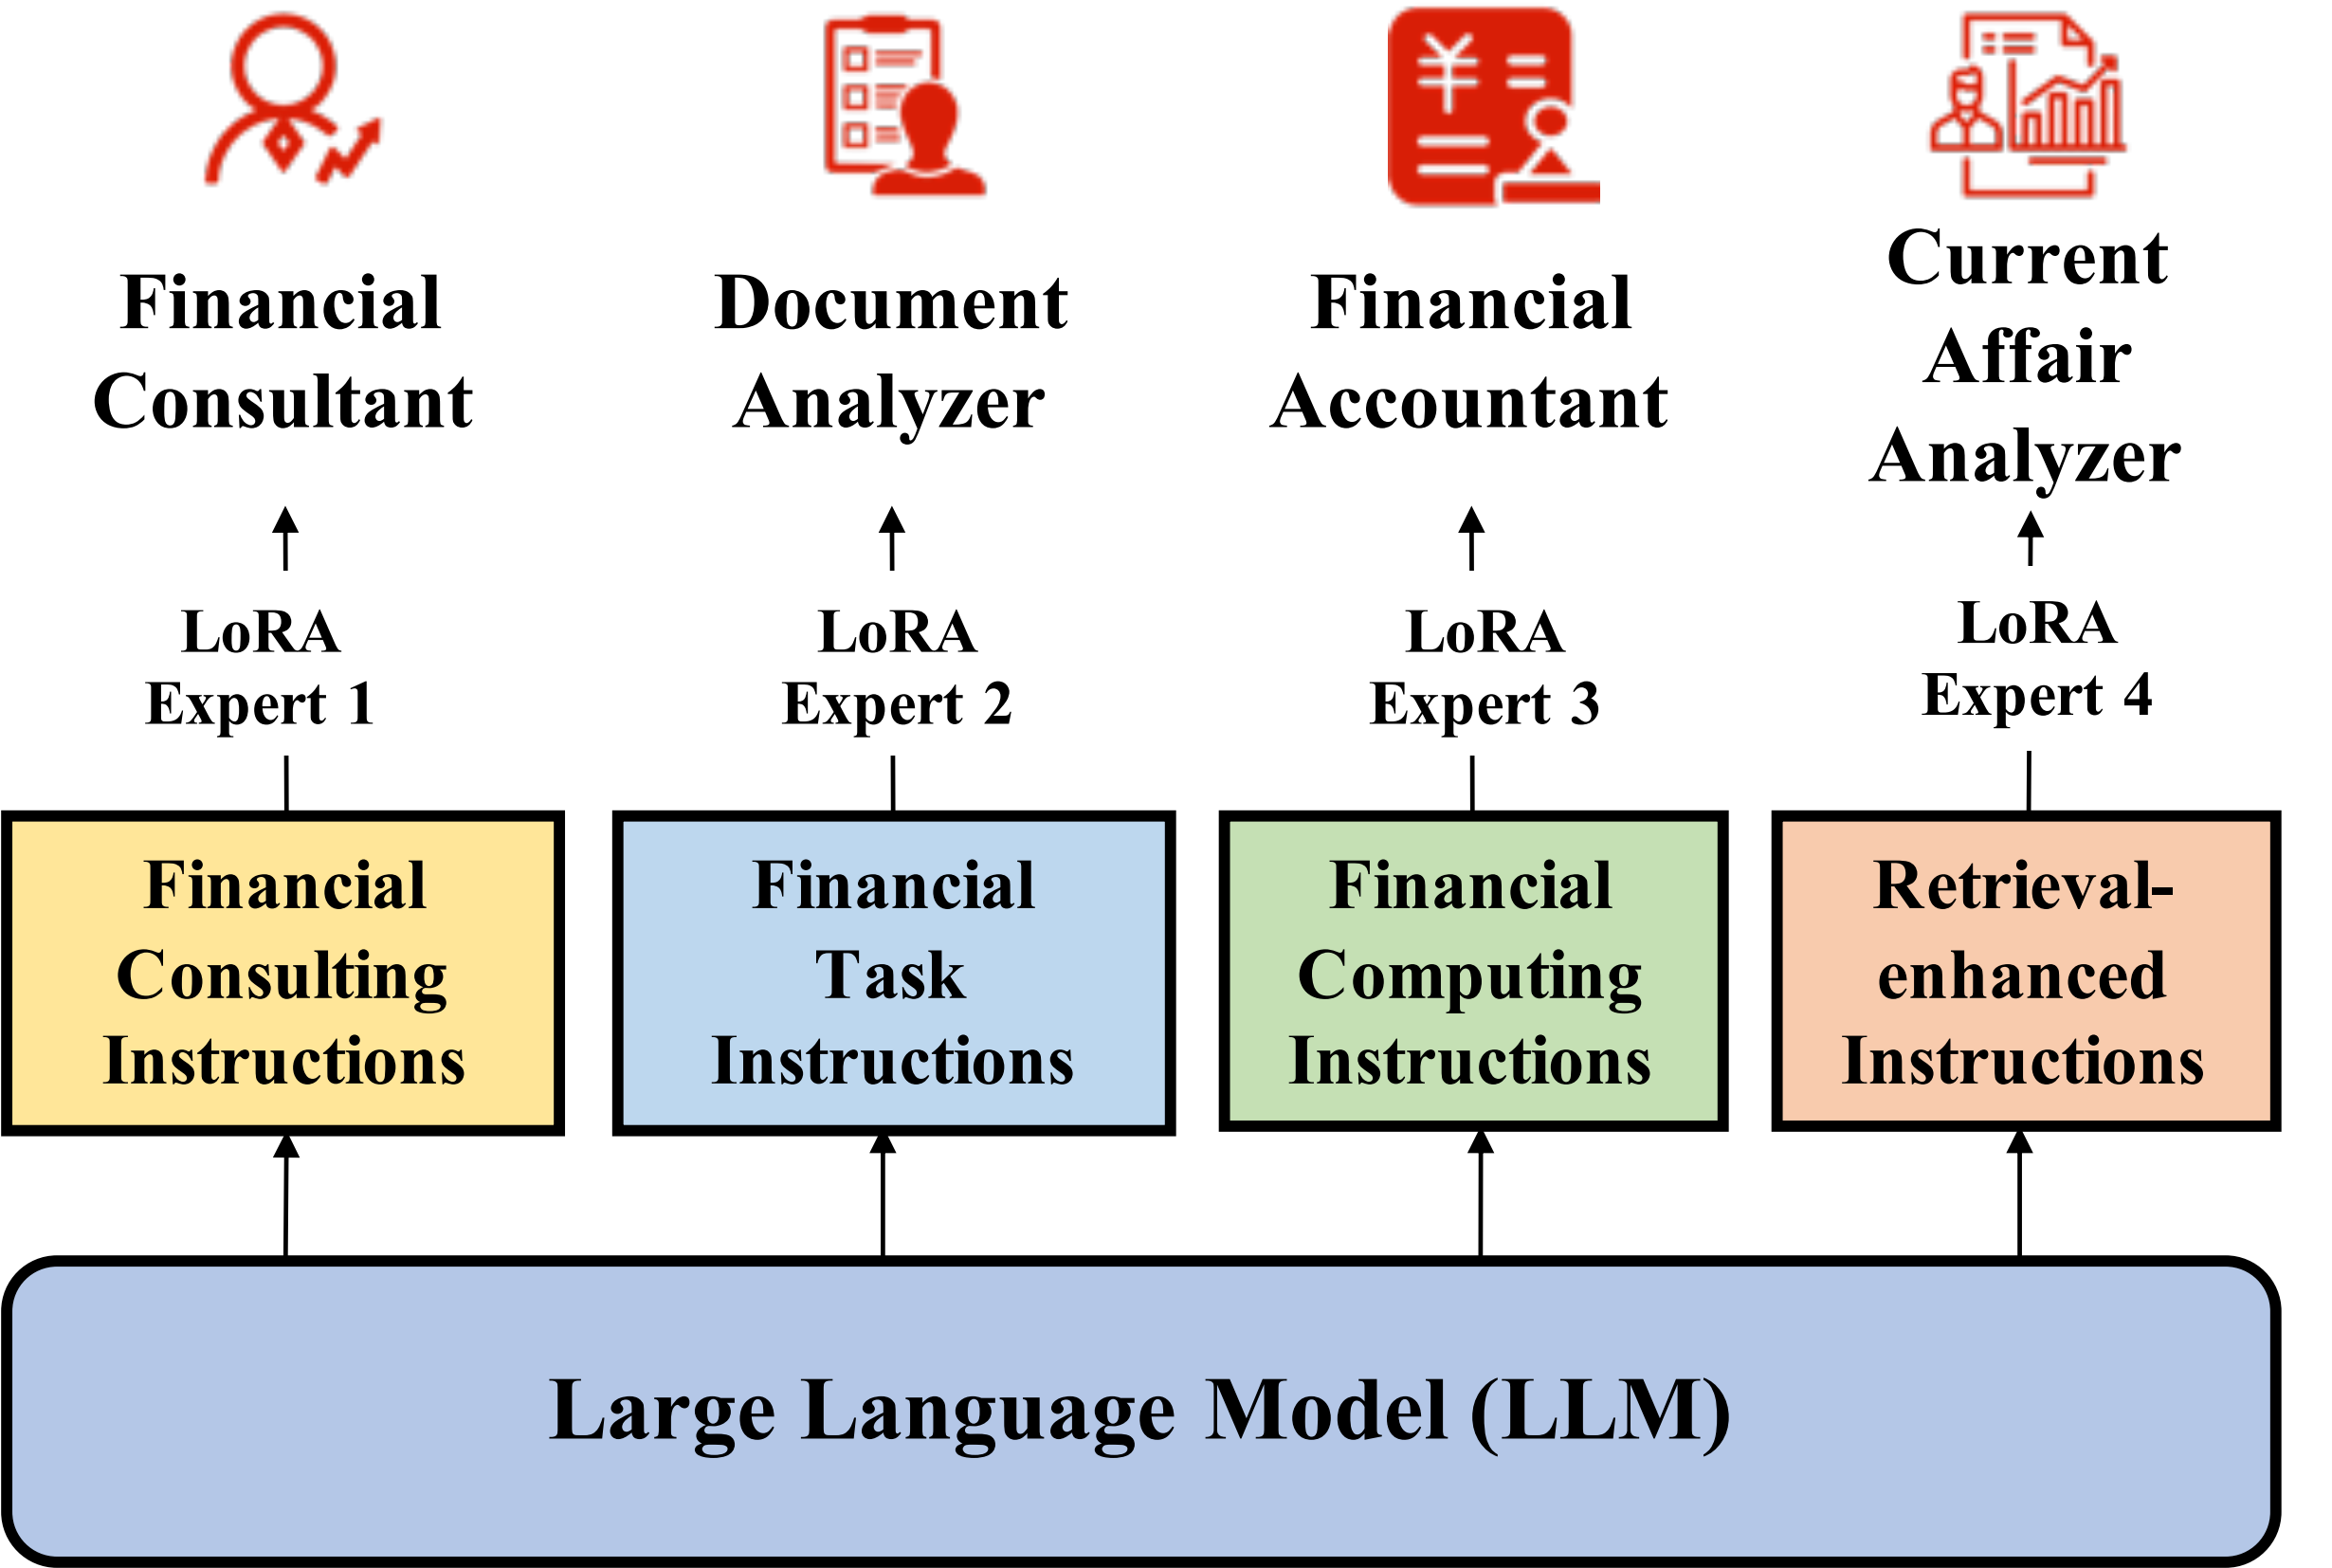 Financial
Consultant
Document
Analyzer
Financial
Accountant
Current
Affair
Analyzer
LoRA
Expert 1
LoRA
Expert 2
LoRA
Expert 3
LoRA
Expert 4
Financial
Consulting
Instructions
Financial
Task
Instructions
Financial
Computing
Instructions
Retrieval-
enhanced
Instructions
Large Language Model (LLM)